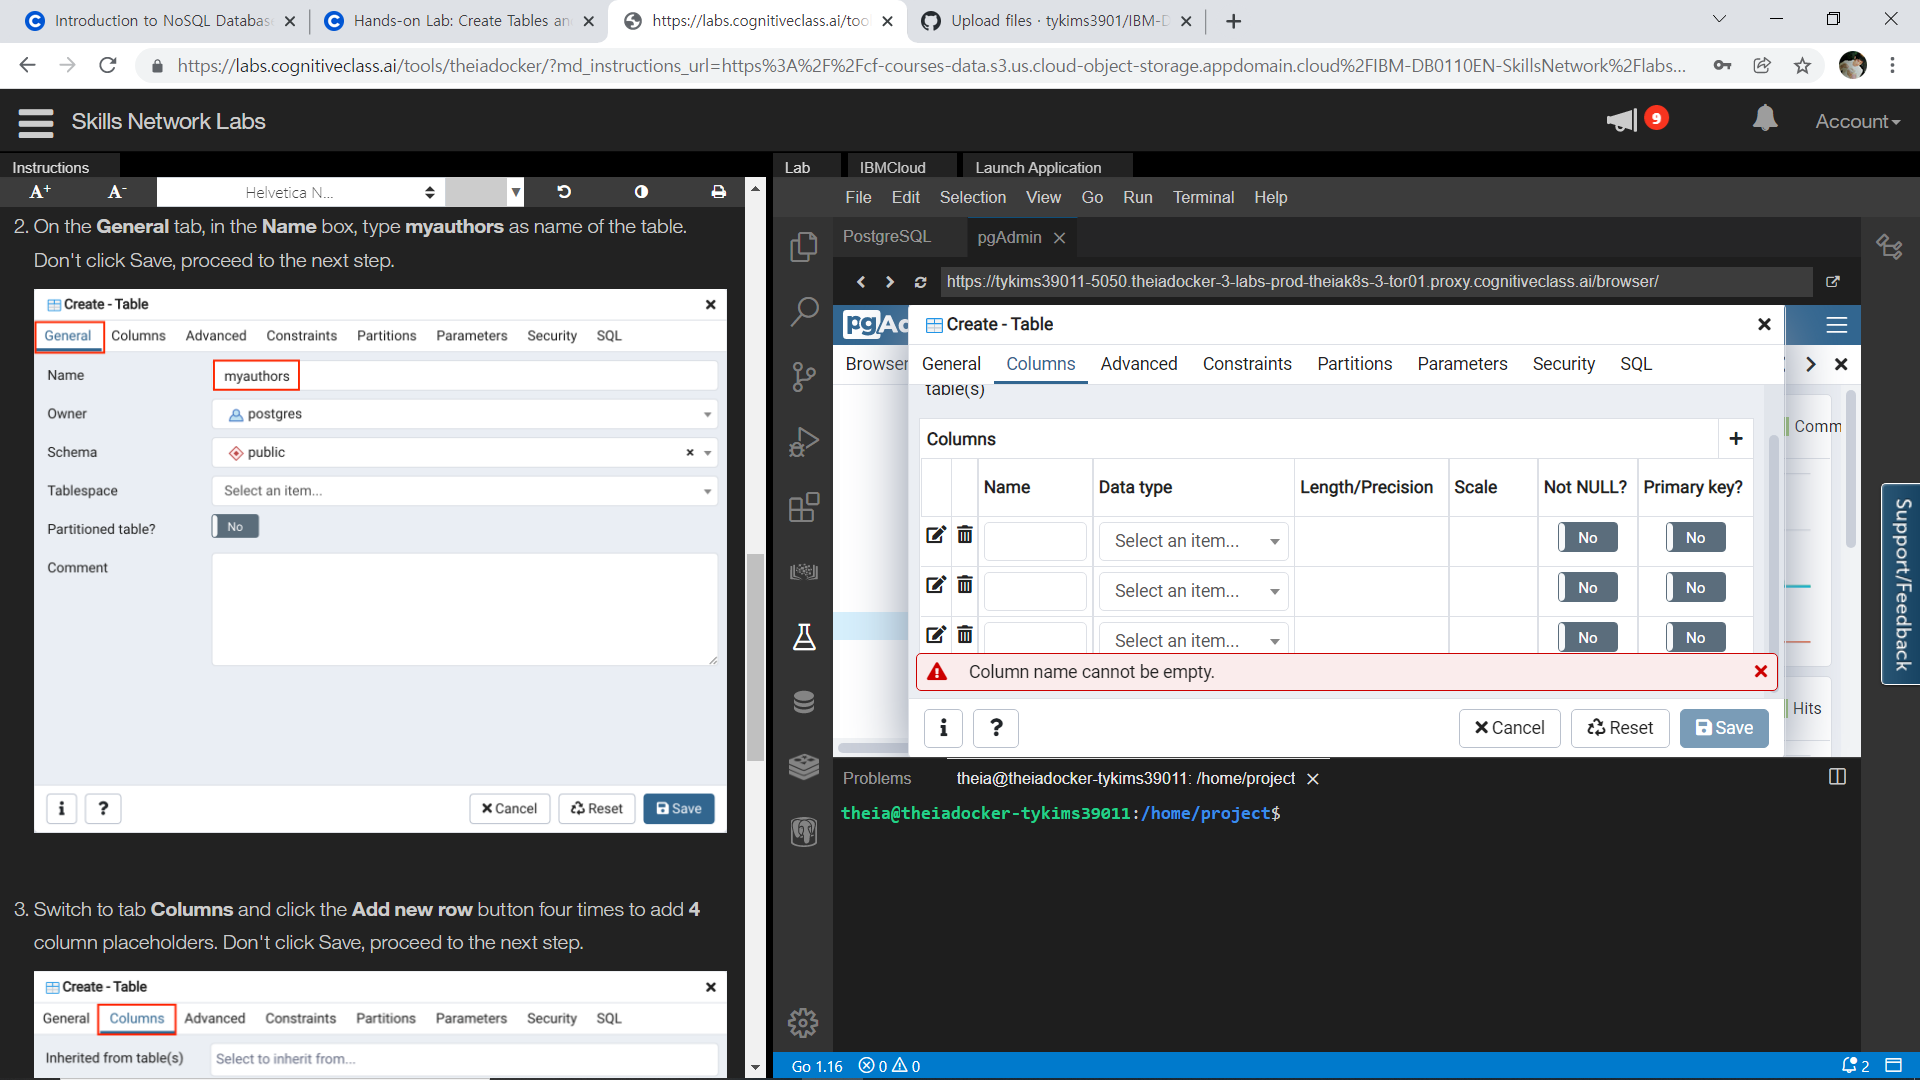 Introduction to NoSQL Databas
Hands-on Lab: Create Tables an
https://labs.cognitiveclass.ai/tool
Upload files · tykims3901/IBM-D
https://labs.cognitiveclass.ai/tools/theiadocker/?md_instructions_url=https%3A%2F%2Fcf-courses-data.s3.us.cloud-object-storage.appdomain.cloud%2FIBM-DB0110EN-SkillsNetwork%2Flabs...
Skills Network Labs
9
Account
Instructions
A+
A-
Helvetica N...
2. On the General tab, in the Name box, type myauthors as name of the table.
Don't click Save, proceed to the next step.
Create - Table
General Columns Advanced Constraints Partitions Parameters Security SQL
Name
myauthors
Owner
postgres
Schema
public
Tablespace
Select an item...
Partitioned table?
No
Comment
i
?
Cancel
Reset
Save
3. Switch to tab Columns and click the Add new row button four times to add 4
column placeholders. Don't click Save, proceed to the next step.
Create - Table
General Columns Advanced Constraints Partitions Parameters Security SQL
Inherited from table(s)
Select to inherit from...
Lab
IBMCloud
Launch Application
File Edit Selection View Go Run Terminal Help
PostgreSQL
pgAdmin
https://tykims39011-5050.theiadocker-3-labs-prod-theiak8s-3-tor01.proxy.cognitiveclass.ai/browser/
pgAd
Browser
Create - Table
General Columns Advanced Constraints Partitions Parameters Security SQL
table(s)
Columns
+
Name Data type Length/Precision Scale Not NULL? Primary key?
Select an item... No No
Select an item... No No
Select an item... No No
Column name cannot be empty.
i
?
Cancel
Reset
Save
Comm
Hits
Support/Feedback
Problems
theia@theiadocker-tykims39011: /home/project
theia@theiadocker-tykims39011:/home/project$
Go 1.16
0
0
2